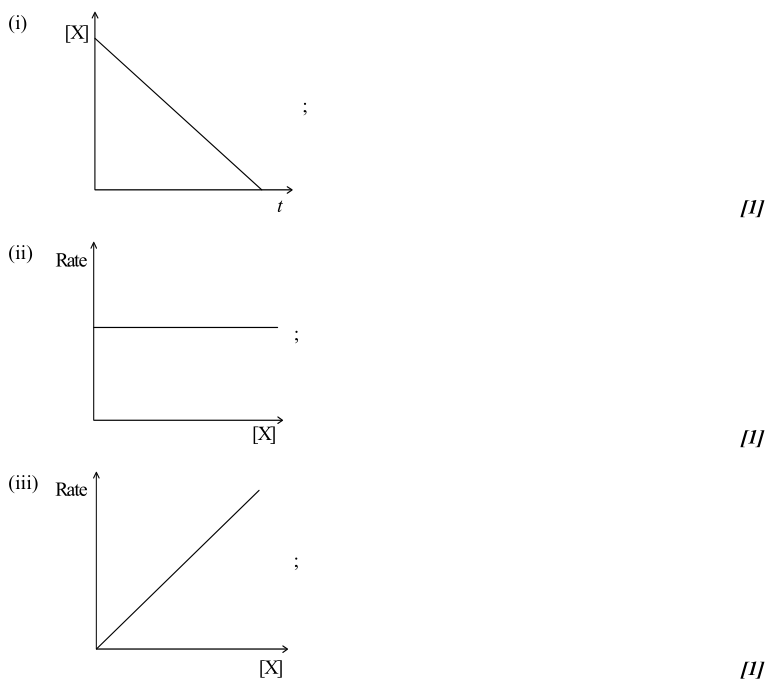 (i)
[X]
;
t
[1]
(ii)
Rate
;
[X]
[1]
(iii)
Rate
;
[X]
[1]